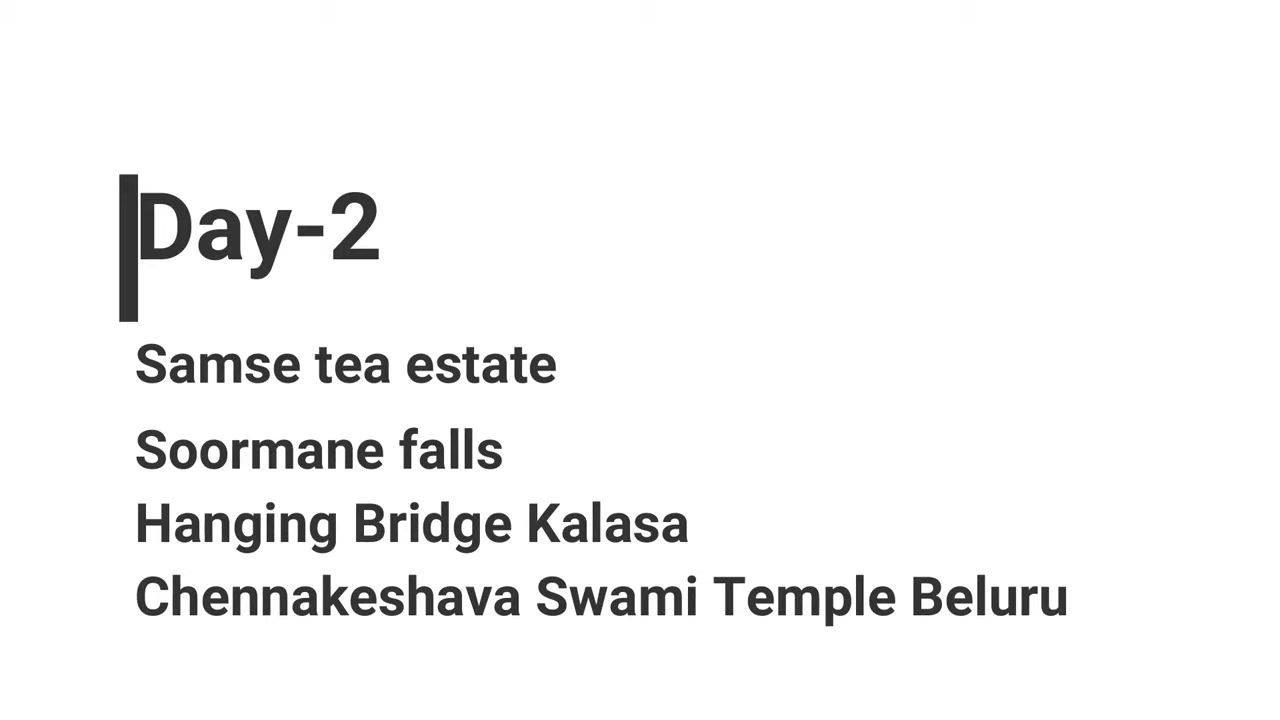 Day-2
Samse tea estate
Soormane falls
Hanging Bridge Kalasa
Chennakeshava Swami Temple Beluru